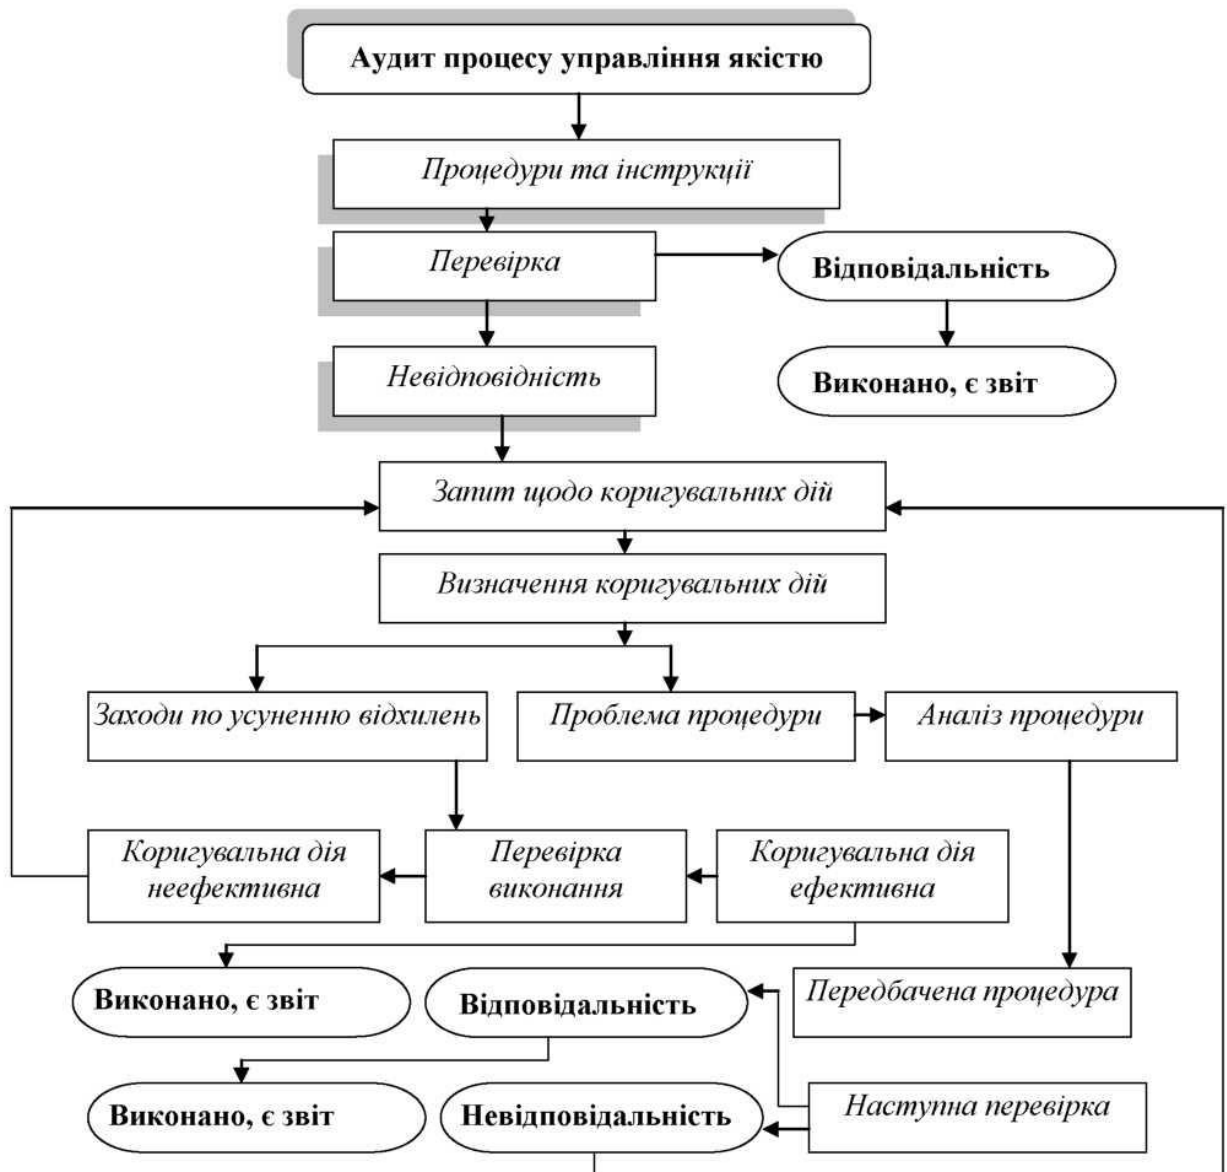 Аудит процесу управління якістю
Процедури та інструкції
Перевірка
Відповідальність
Невідповідність
Виконано, є звіт
Запит щодо коригувальних дій
Визначення коригувальних дій
Заходи по усуненню відхилень
Проблема процедури
Аналіз процедури
Коригувальна дія
неефективна
Перевірка
виконання
Коригувальна дія
ефективна
Виконано, є звіт
Відповідальність
Передбачена процедура
Виконано, є звіт
Невідповідальність
Наступна перевірка